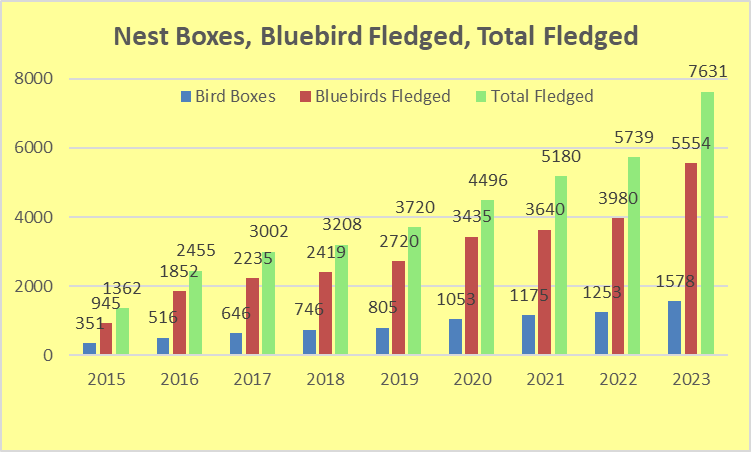 Nest Boxes, Bluebird Fledged, Total Fledged
8000
6000
4000
2000
0
Bird Boxes Bluebirds Fledged Total Fledged
351 945 1362
516 1852 2455
646 2235 3002
746 2419 3208
805 2720 3720
1053 3435 4496
1175 3640 5180
1253 3980 5739
1578 5554 7631
2015 2016 2017 2018 2019 2020 2021 2022 2023